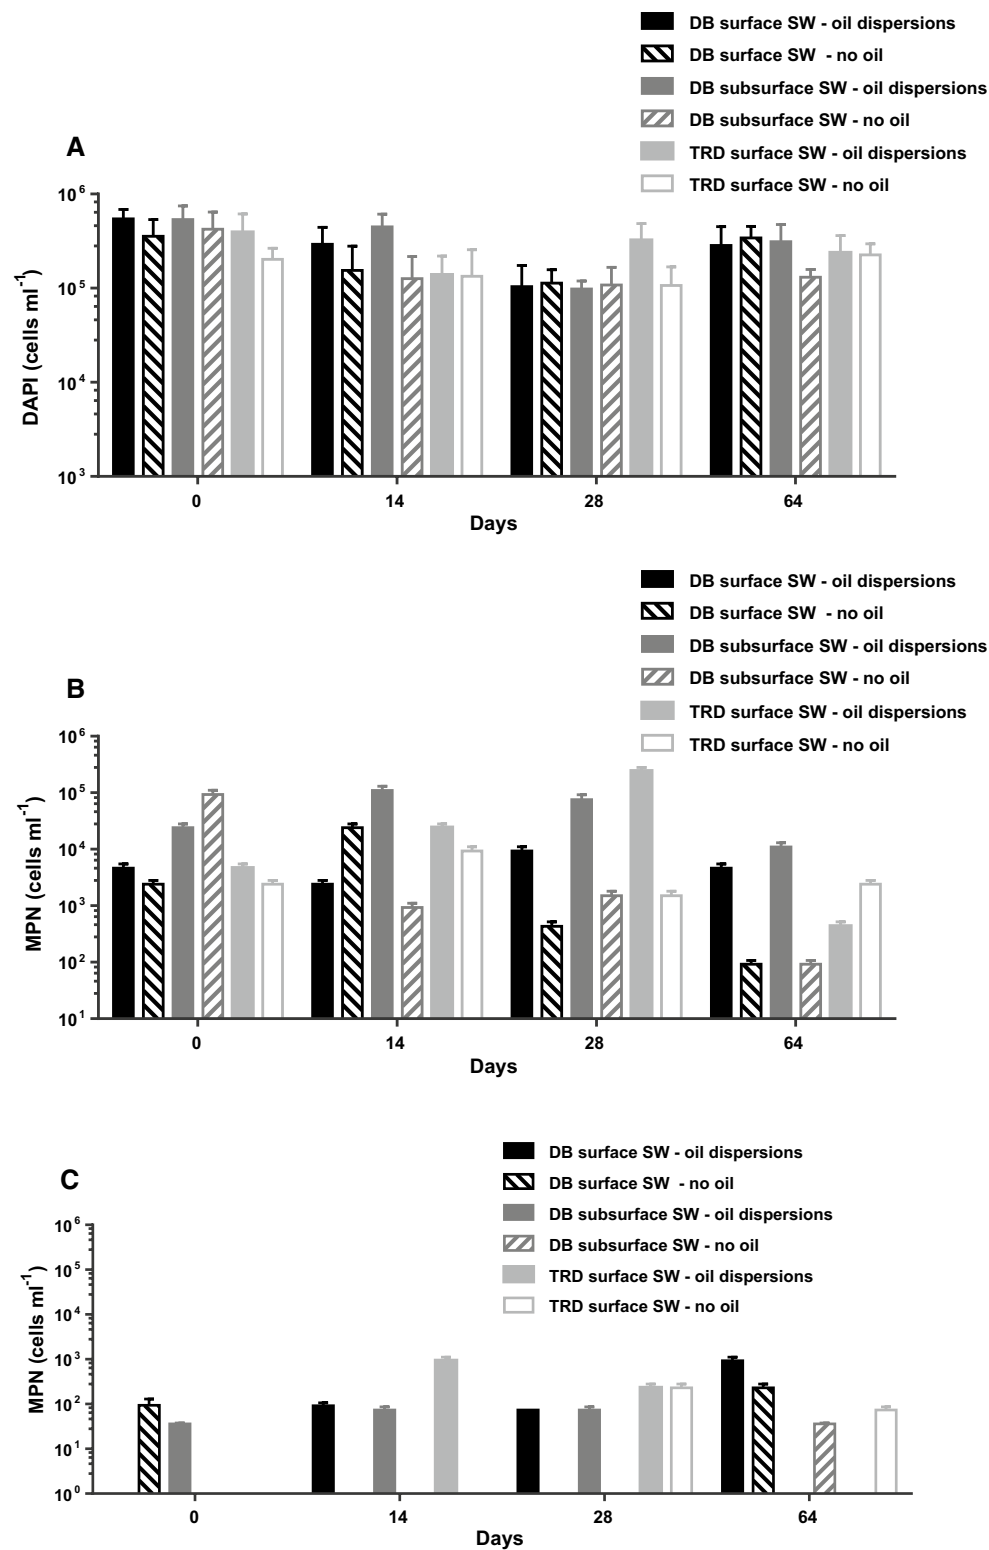 DB surface SW - oil dispersions
DB surface SW  - no oil
DB subsurface SW - oil dispersions
DB subsurface SW - no oil
TRD surface SW - oil dispersions
TRD surface SW - no oil
A
10⁶
10⁵
10⁴
10³
DAPI (cells ml⁻¹)
0 14 28 64
Days
DB surface SW - oil dispersions
DB surface SW  - no oil
DB subsurface SW - oil dispersions
DB subsurface SW - no oil
TRD surface SW - oil dispersions
TRD surface SW - no oil
B
10⁶
10⁵
10⁴
10³
10²
10¹
MPN (cells ml⁻¹)
0 14 28 64
Days
DB surface SW - oil dispersions
DB surface SW  - no oil
DB subsurface SW - oil dispersions
DB subsurface SW - no oil
TRD surface SW - oil dispersions
TRD surface SW - no oil
C
10⁶
10⁵
10⁴
10³
10²
10¹
10⁰
MPN (cells ml⁻¹)
0 14 28 64
Days